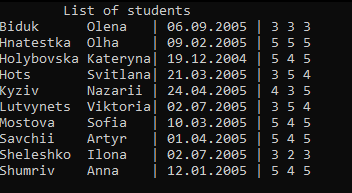 List of students
Biduk Olena | 06.09.2005 | 3 3 3
Hnatestka Olha | 09.02.2005 | 5 5 5
Holybovska Kateryna| 19.12.2004 | 5 4 5
Hots Svitlana| 21.03.2005 | 3 5 4
Kyziv Nazarii | 24.04.2005 | 4 3 5
Lutvynets Viktoria| 02.07.2005 | 3 5 4
Mostova Sofia | 10.03.2005 | 5 4 5
Savchii Artyr | 01.04.2005 | 5 4 5
Sheleshko Ilona | 02.07.2005 | 3 2 3
Shumriv Anna | 12.01.2005 | 5 4 5